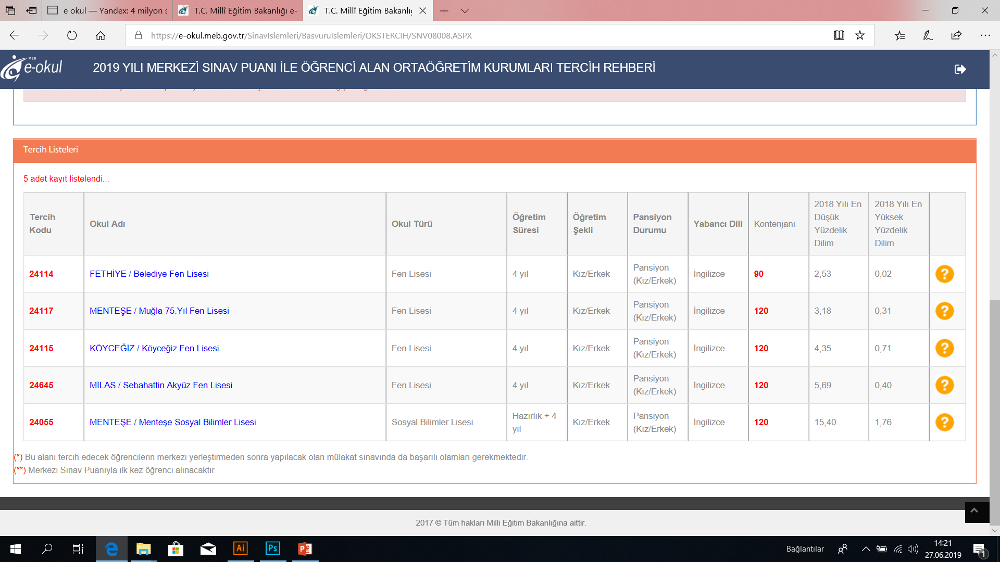 e okul — Yandex: 4 milyon s
T.C. Millî Eğitim Bakanlığı e-
T.C. Millî Eğitim Bakanlığ
https://e-okul.meb.gov.tr/SinavIslemleri/BasvuruIslemleri/OKSTERCIH/SNV08008.ASPX
MEB
e-okul
2019 YILI MERKEZİ SINAV PUANI İLE ÖĞRENCİ ALAN ORTAÖĞRETİM KURUMLARI TERCİH REHBERİ
Tercih Listeleri
5 adet kayıt listelendi...
Tercih Kodu Okul Adı Okul Türü Öğretim Süresi Öğretim Şekli Pansiyon Durumu Yabancı Dili Kontenjanı 2018 Yılı En Düşük Yüzdelik Dilim 2018 Yılı En Yüksek Yüzdelik Dilim
24114 FETHİYE / Belediye Fen Lisesi Fen Lisesi 4 yıl Kız/Erkek Pansiyon (Kız/Erkek) İngilizce 90 2,53 0,02 ?
24117 MENTEŞE / Muğla 75.Yıl Fen Lisesi Fen Lisesi 4 yıl Kız/Erkek Pansiyon (Kız/Erkek) İngilizce 120 3,18 0,31 ?
24115 KÖYCEĞİZ / Köyceğiz Fen Lisesi Fen Lisesi 4 yıl Kız/Erkek Pansiyon (Kız/Erkek) İngilizce 120 4,35 0,71 ?
24645 MİLAS / Sebahattin Akyüz Fen Lisesi Fen Lisesi 4 yıl Kız/Erkek Pansiyon (Kız/Erkek) İngilizce 120 5,69 0,40 ?
24055 MENTEŞE / Menteşe Sosyal Bilimler Lisesi Sosyal Bilimler Lisesi Hazırlık + 4 yıl Kız/Erkek Pansiyon (Kız/Erkek) İngilizce 120 15,40 1,76 ?
(*) Bu alanı tercih edecek öğrencilerin merkezi yerleştirmeden sonra yapılacak olan mülakat sınavında da başarılı olamları gerekmektedir.
(**) Merkezi Sınav Puanıyla ilk kez öğrenci alınacaktır
2017 © Tüm hakları Milli Eğitim Bakanlığına aittir.
Ai
Ps
P
Bağlantılar
14:21
27.06.2019
1